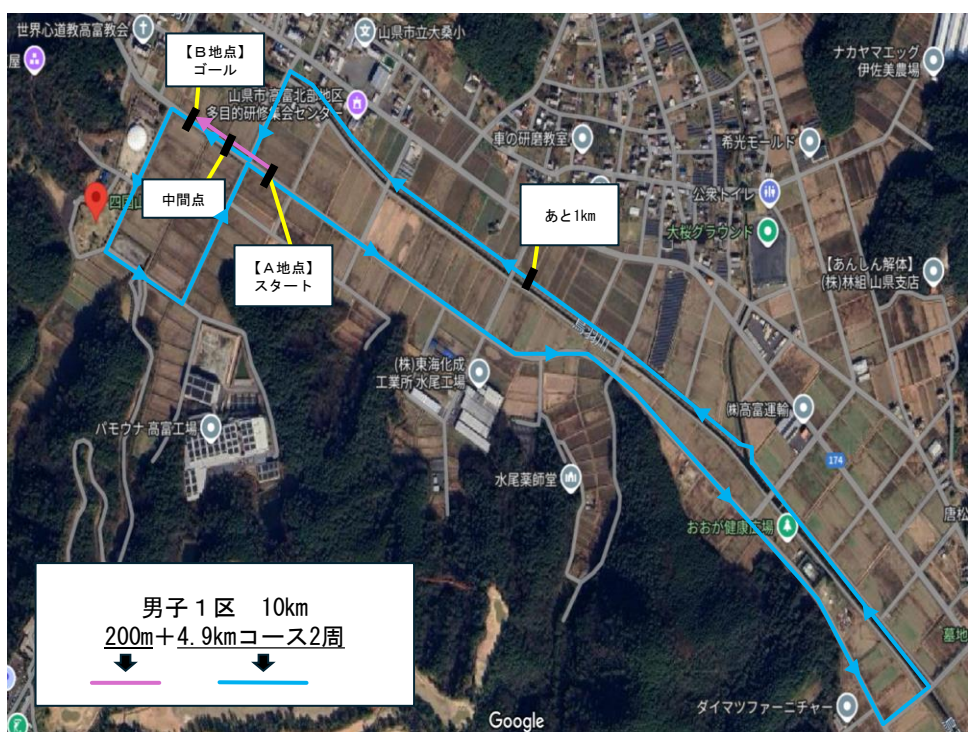 世界心道教高富教会
屋
【B地点】
ゴール
山県市立大桑小
ナカヤマエッグ
伊佐美農場
山県市 高富北部地区
多目的研修集会センター
車の研磨教室
希光モールド
中間点
公衆トイレ
あと1km
大桜グラウンド
【A地点】
スタート
【あんしん解体】
(株)林組 山県支店
鳥羽川
(株)東海化成
工業所 水尾工場
㈱高富運輸
パモウナ 高富工場
174
水尾薬師堂
おおが健康広場
唐松
男子1区 10km
200m+4.9kmコース2周
墓地
ダイマツファーニチャー
Google